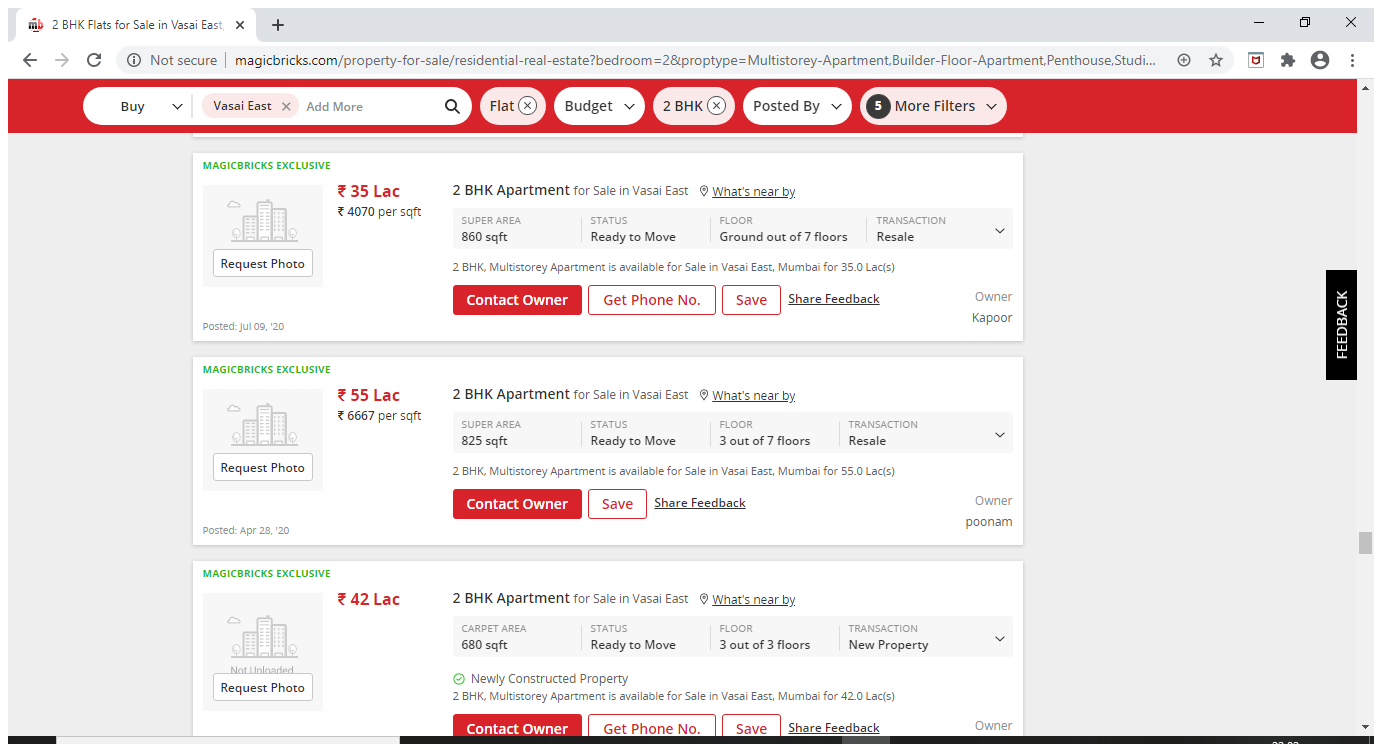 2 BHK Flats for Sale in Vasai East,
Not secure | magicbricks.com/property-for-sale/residential-real-estate?bedroom=2&proptype=Multistorey-Apartment,Builder-Floor-Apartment,Penthouse,Studi...
Buy Vasai East Add More Flat Budget 2 BHK Posted By 5 More Filters
MAGICBRICKS EXCLUSIVE
₹ 35 Lac
₹ 4070 per sqft
Request Photo
Posted: Jul 09, '20
2 BHK Apartment for Sale in Vasai East What's near by
SUPER AREA STATUS FLOOR TRANSACTION
860 sqft Ready to Move Ground out of 7 floors Resale
2 BHK, Multistorey Apartment is available for Sale in Vasai East, Mumbai for 35.0 Lac(s)
Contact Owner Get Phone No. Save Share Feedback
Owner
Kapoor
MAGICBRICKS EXCLUSIVE
₹ 55 Lac
₹ 6667 per sqft
Request Photo
Posted: Apr 28, '20
2 BHK Apartment for Sale in Vasai East What's near by
SUPER AREA STATUS FLOOR TRANSACTION
825 sqft Ready to Move 3 out of 7 floors Resale
2 BHK, Multistorey Apartment is available for Sale in Vasai East, Mumbai for 55.0 Lac(s)
Contact Owner Save Share Feedback
Owner
poonam
MAGICBRICKS EXCLUSIVE
₹ 42 Lac
Not Uploaded
Request Photo
2 BHK Apartment for Sale in Vasai East What's near by
CARPET AREA STATUS FLOOR TRANSACTION
680 sqft Ready to Move 3 out of 3 floors New Property
Newly Constructed Property
2 BHK, Multistorey Apartment is available for Sale in Vasai East, Mumbai for 42.0 Lac(s)
Contact Owner Get Phone No. Save Share Feedback
Owner
FEEDBACK